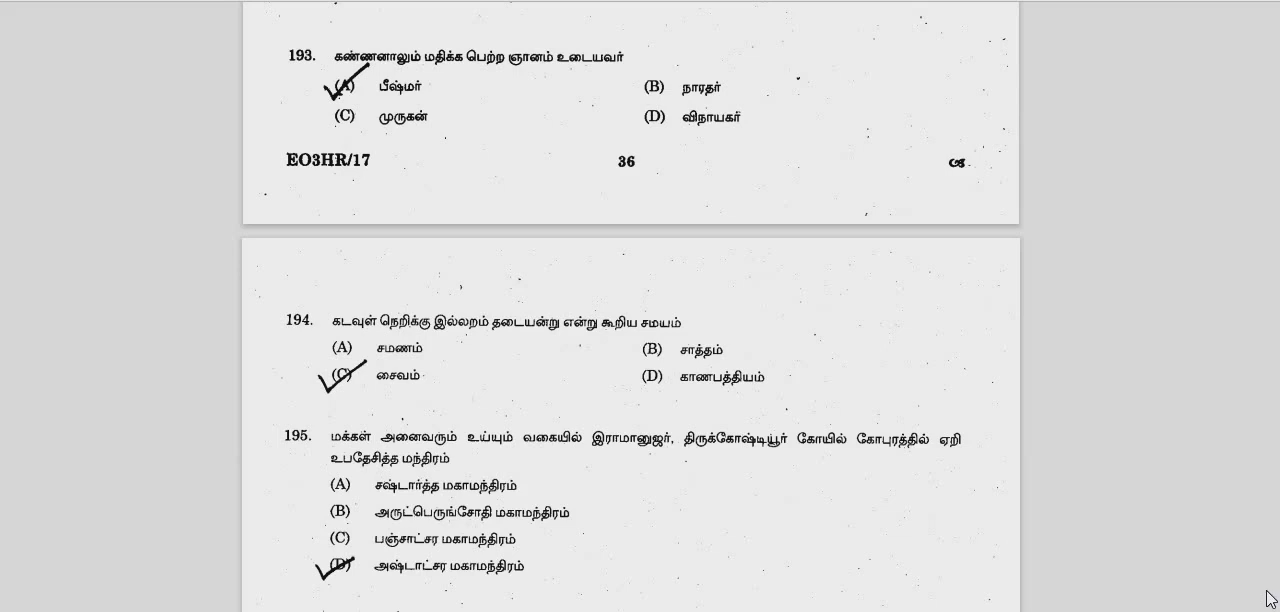 193. கண்ணனாலும் மதிக்க பெற்ற ஞானம் உடையவர்
(A) பீஷ்மர் (B) நாரதர்
(C) முருகன் (D) விநாயகர்
EO3HR/17 36
194. கடவுள் நெறிக்கு இல்லறம் தடையன்று என்று கூறிய சமயம்
(A) சமணம் (B) சாத்தம்
(C) சைவம் (D) காணபத்தியம்
195. மக்கள் அனைவரும் உய்யும் வகையில் இராமானுஜர், திருக்கோஷ்டியூர் கோயில் கோபுரத்தில் ஏறி
உபதேசித்த மந்திரம்
(A) சஷ்டார்த்த மகாமந்திரம்
(B) அருட்பெருங்சோதி மகாமந்திரம்
(C) பஞ்சாட்சர மகாமந்திரம்
(D) அஷ்டாட்சர மகாமந்திரம்